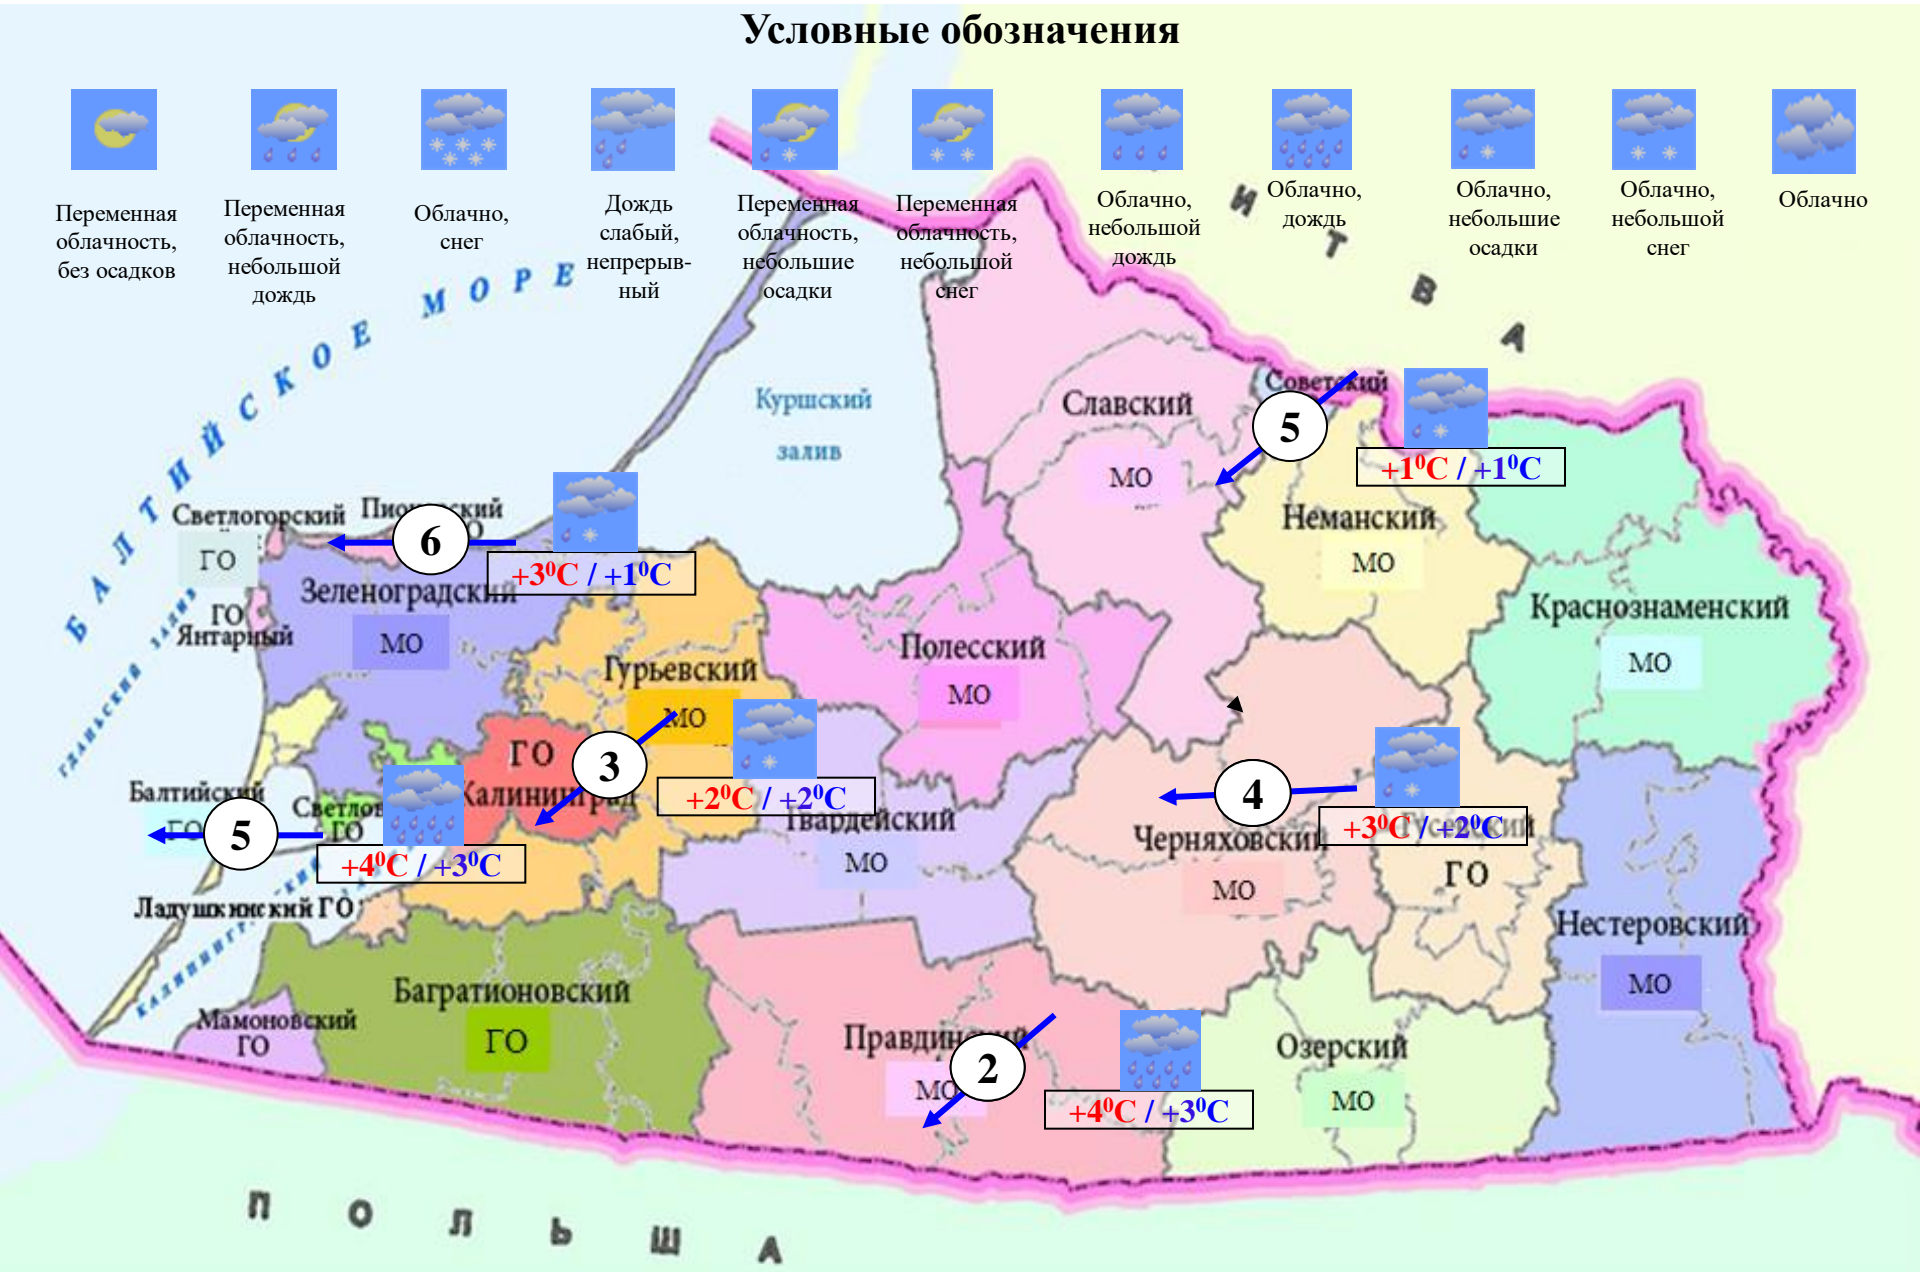 Условные обозначения
Переменная
облачность,
без осадков
Переменная
облачность,
небольшой
дождь
Облачно,
снег
Дождь
слабый,
непрерыв-
ный
Переменная
облачность,
небольшие
осадки
Переменная
облачность,
небольшой
снег
Облачно,
небольшой
дождь
Облачно,
дождь
Облачно,
небольшие
осадки
Облачно,
небольшой
снег
Облачно
БАЛТИЙСКОЕ МОРЕ
ИТВА
Куршский
залив
Славский
МО
Советский
5
+1⁰C / +1⁰C
Неманский
МО
Светлогорский
ГО
6
+3⁰C / +1⁰C
Зеленоградский
МО
ГО
Янтарный
Краснознаменский
МО
Полесский
МО
Гурьевский
МО
ГО
Калининград
3
+2⁰C / +2⁰C
Балтийский
ГО
5
ГО
+4⁰C / +3⁰C
Твардейский
МО
4
+3⁰C / +2⁰C
Черняховский
МО
Гусевский
ГО
Ладушкинский ГО
Нестеровский
МО
Багратионовский
ГО
Мамоновский
ГО
Правдинский
МО
2
+4⁰C / +3⁰C
Озерский
МО
ПОЛЬША